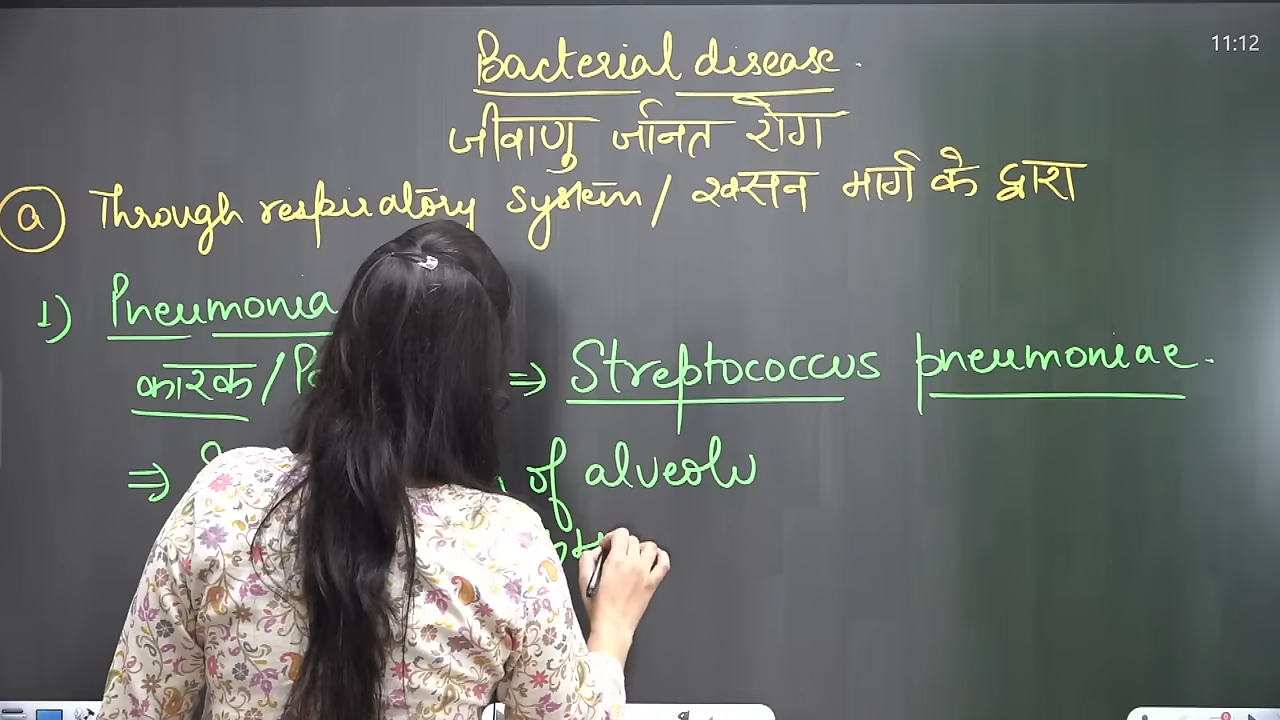 11:12
Bacterial disease.
जीवाणु जनित रोग
a Through respiratory system / श्वसन मार्ग के द्वारा
1) Pneumonia
कारक / ⇒ Streptococcus pneumoniae.
⇒ of alveoli